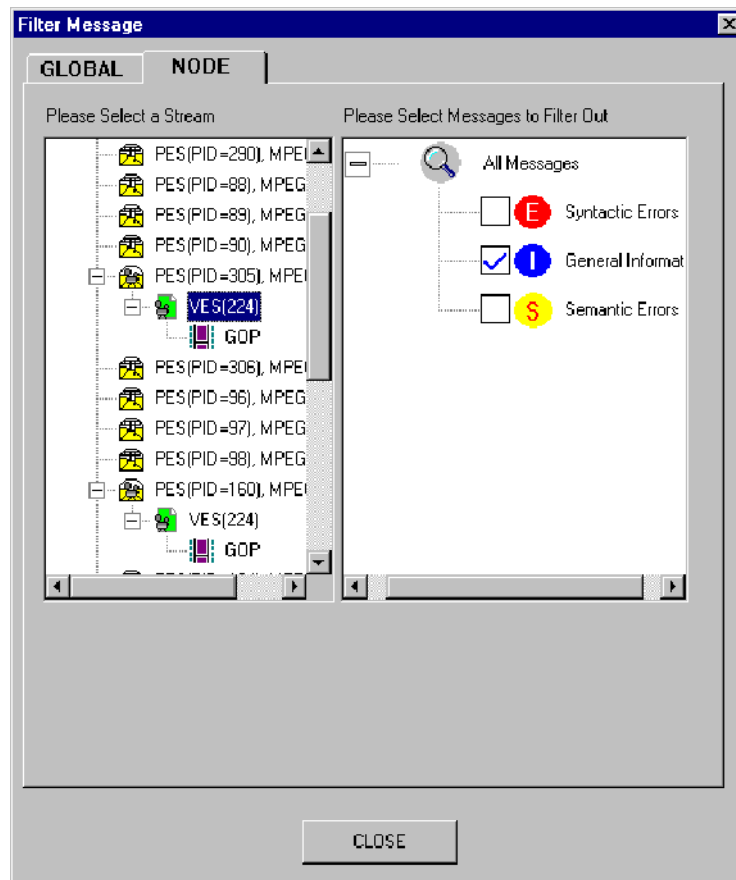 Filter Message
GLOBAL NODE
Please Select a Stream
PES(PID=290), MPE
PES(PID=88), MPEG
PES(PID=89), MPEG
PES(PID=90), MPEG
PES(PID=305), MPE
VES(224)
GOP
PES(PID=306), MPEG
PES(PID=96), MPEG
PES(PID=97), MPEG
PES(PID=98), MPEG
PES(PID=160), MPE
VES(224)
GOP
Please Select Messages to Filter Out
All Messages
E Syntactic Errors
I General Informat
S Semantic Errors
CLOSE